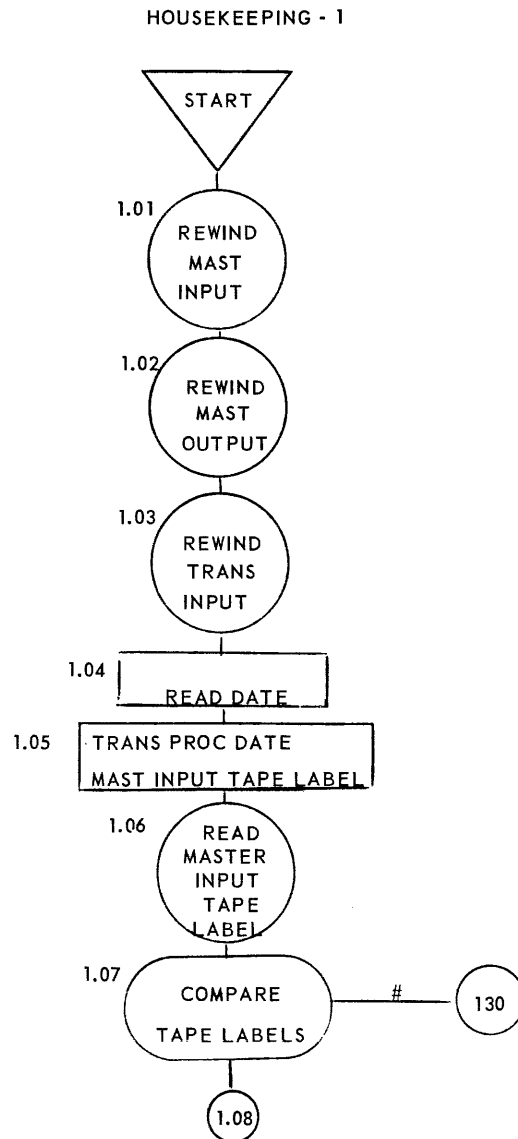 HOUSEKEEPING - 1
START
1.01
REWIND
MAST
INPUT
1.02
REWIND
MAST
OUTPUT
1.03
REWIND
TRANS
INPUT
1.04
READ DATE
1.05
TRANS PROC DATE
MAST INPUT TAPE LABEL
1.06
READ
MASTER
INPUT
TAPE
LABEL
1.07
COMPARE
TAPE LABELS
#
130
1.08